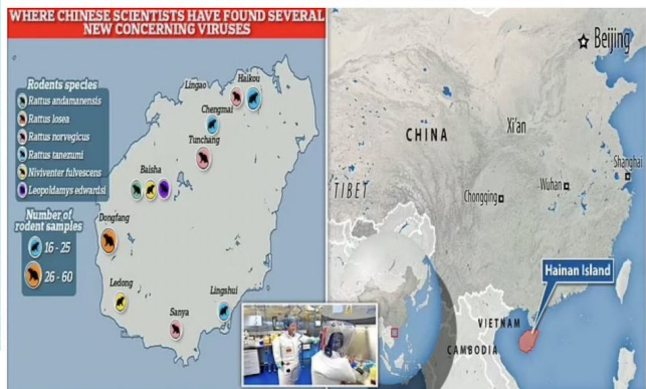 WHERE CHINESE SCIENTISTS HAVE FOUND SEVERAL
NEW CONCERNING VIRUSES
Rodents species
Rattus andamanensis
Rattus losea
Rattus norvegicus
Rattus tanezumi
Niviventer fulvescens
Leopoldamys edwardsi
Number of
rodent samples
16 - 25
26 - 60
Lingao
Haikou
Chengmai
Tunchang
Baisha
Dongfang
Ledong
Sanya
Lingshui
Beijing
CHINA
Xi'an
Shanghai
TIBET
Chongqing
Wuhan
Hainan Island
VIETNAM
CAMBODIA